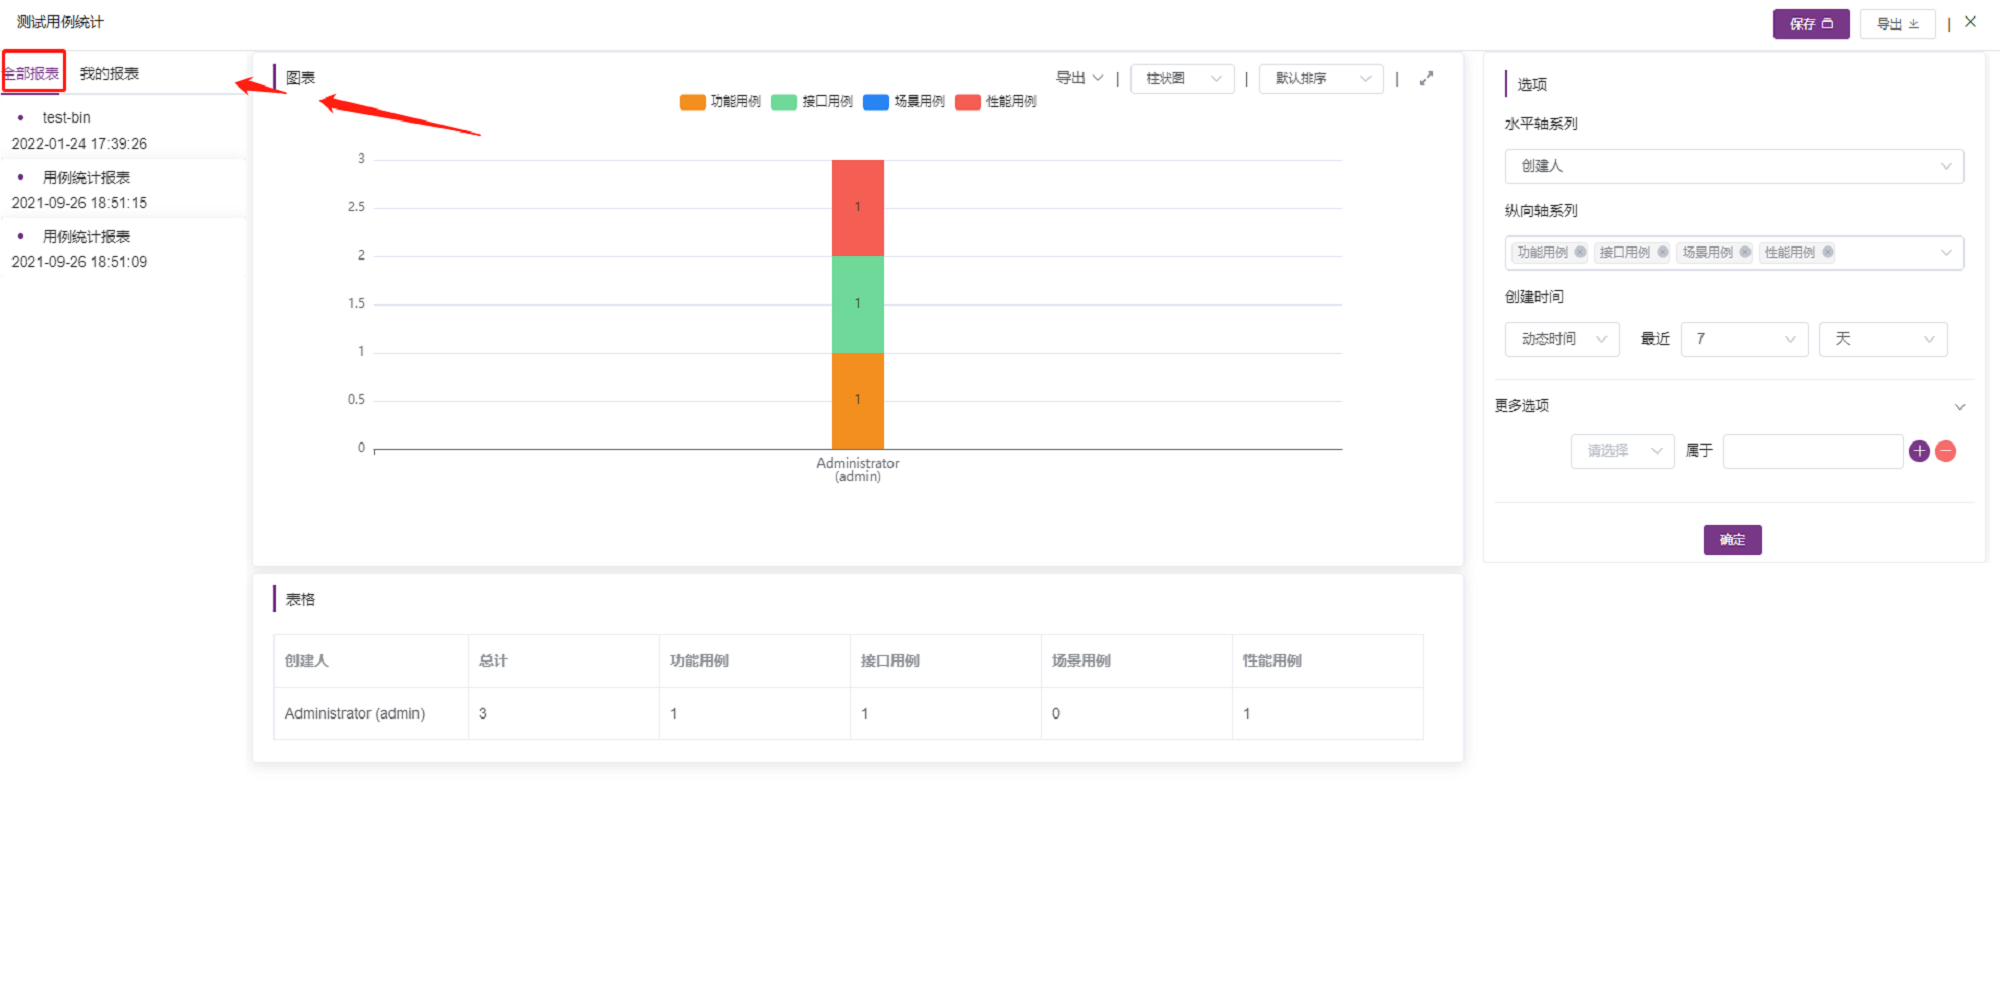 测试用例统计
保存
导出
|
全部报表 我的报表
test-bin
2022-01-24 17:39:26
用例统计报表
2021-09-26 18:51:15
用例统计报表
2021-09-26 18:51:09
图表
导出 | 柱状图 | 默认排序 |
功能用例 接口用例 场景用例 性能用例
3
2.5
2
1.5
1
0.5
0
1
1
1
Administrator
(admin)
表格
创建人 总计 功能用例 接口用例 场景用例 性能用例
Administrator (admin) 3 1 1 0 1
选项
水平轴系列
创建人
纵向轴系列
功能用例 接口用例 场景用例 性能用例
创建时间
动态时间 最近 7 天
更多选项
请选择 属于
确定